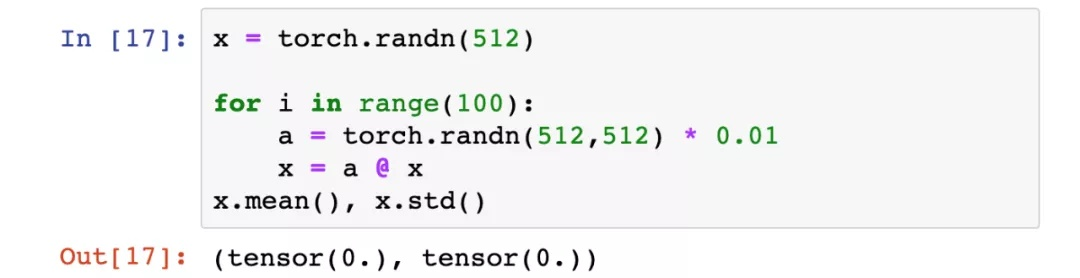 In [17]: x = torch.randn(512)

for i in range(100):
    a = torch.randn(512,512) * 0.01
    x = a @ x
x.mean(), x.std()
Out[17]: (tensor(0.), tensor(0.))